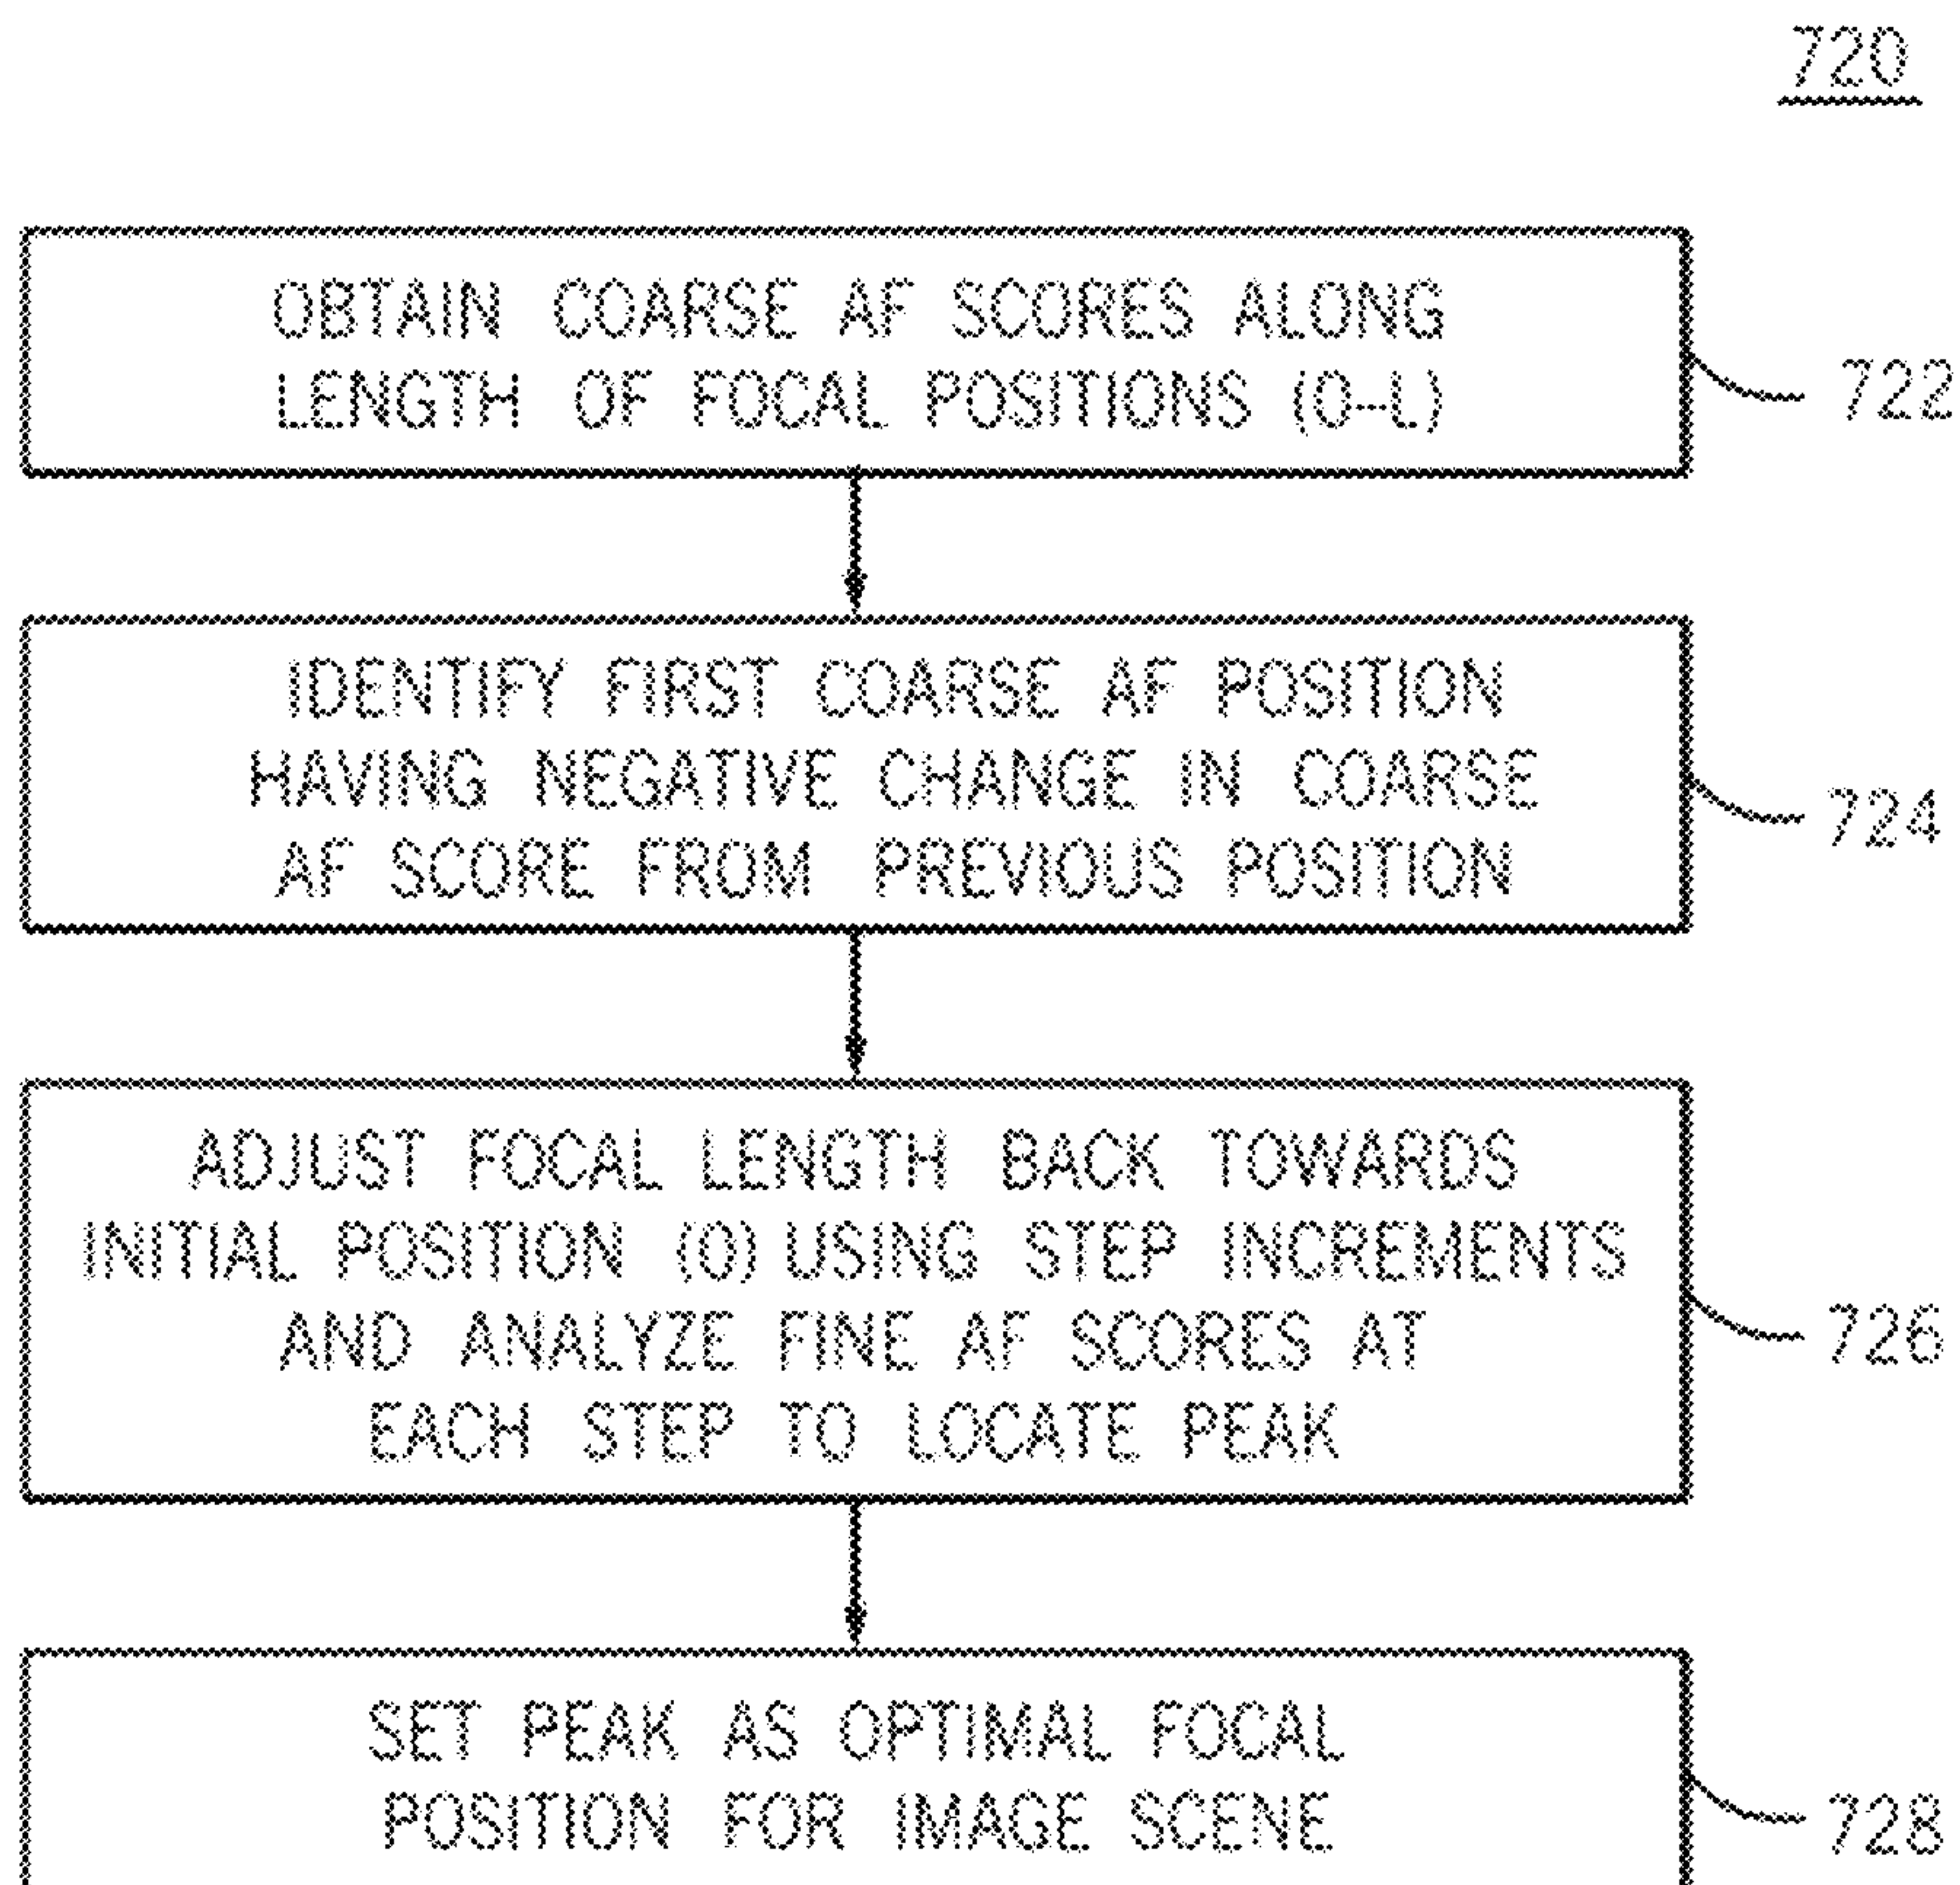 720
OBTAIN COARSE AF SCORES ALONG
LENGTH OF FOCAL POSITIONS (0-L)
722
IDENTIFY FIRST COARSE AF POSITION
HAVING NEGATIVE CHANGE IN COARSE
AF SCORE FROM PREVIOUS POSITION
724
ADJUST FOCAL LENGTH BACK TOWARDS
INITIAL POSITION (0) USING STEP INCREMENTS
AND ANALYZE FINE AF SCORES AT
EACH STEP TO LOCATE PEAK
726
SET PEAK AS OPTIMAL FOCAL
POSITION FOR IMAGE SCENE
728